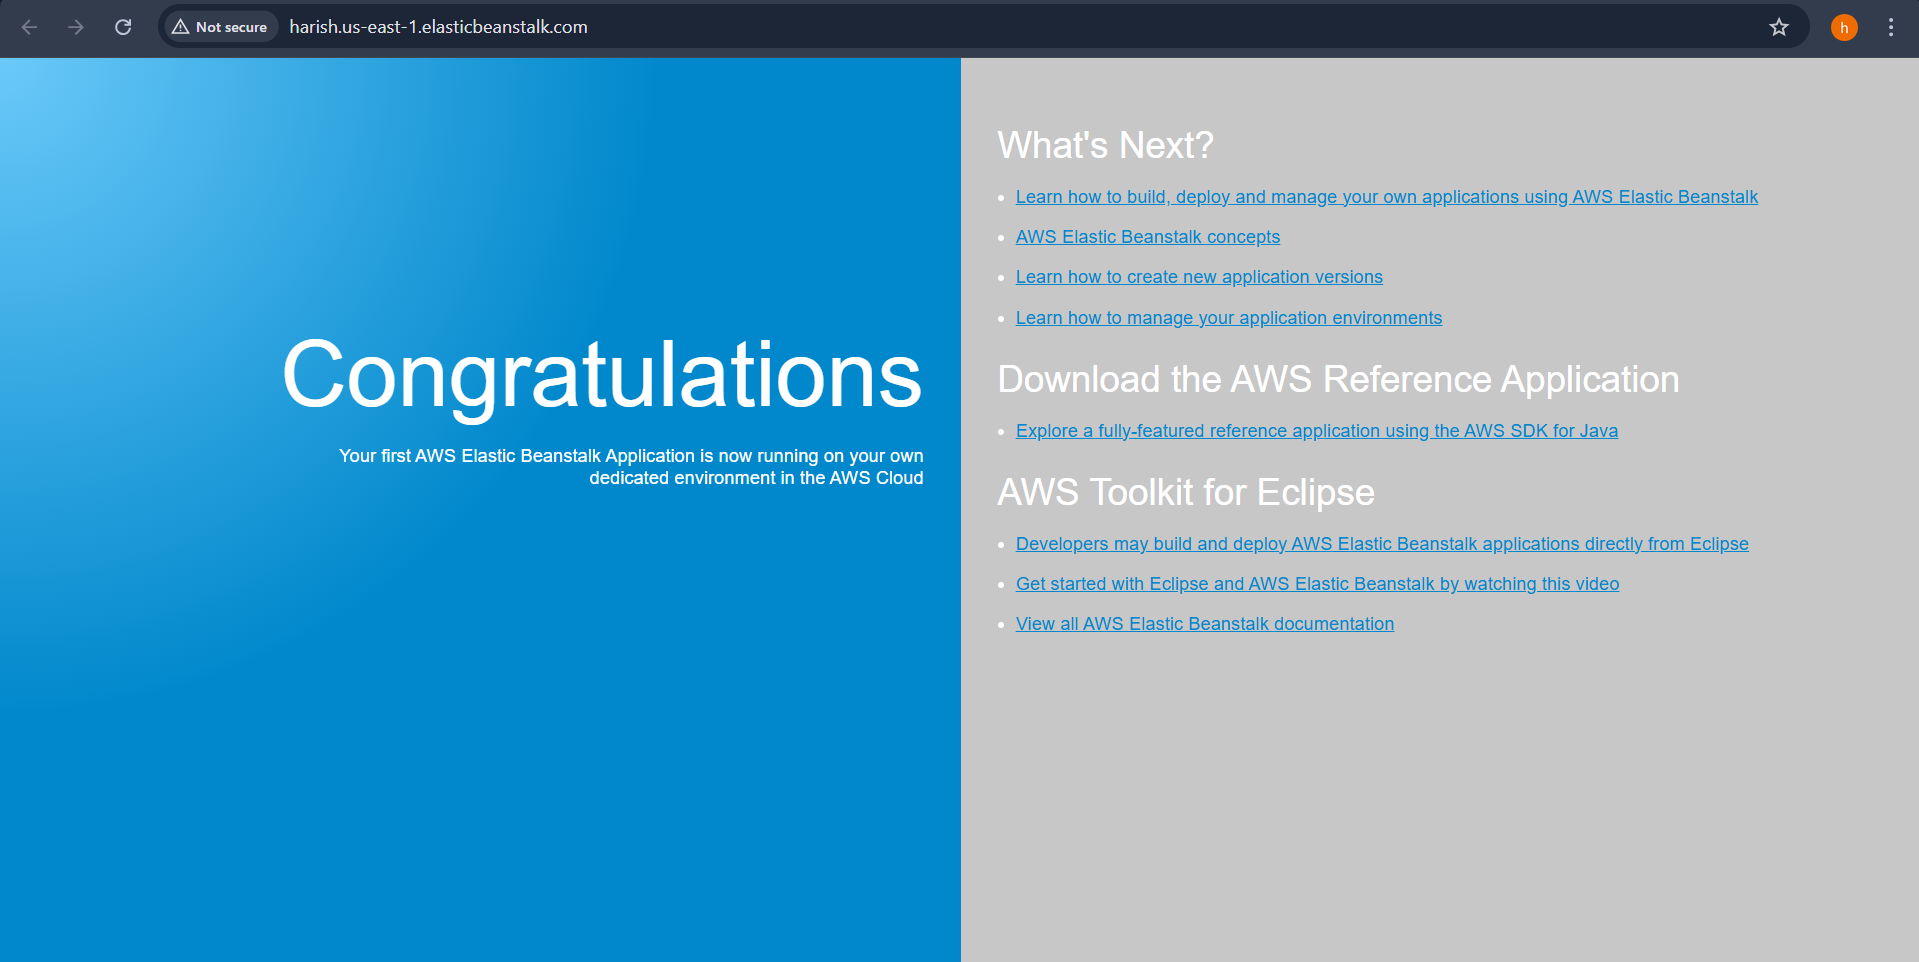 Not secure
harish.us-east-1.elasticbeanstalk.com
h
Congratulations
Your first AWS Elastic Beanstalk Application is now running on your own
dedicated environment in the AWS Cloud
What's Next?
Learn how to build, deploy and manage your own applications using AWS Elastic Beanstalk
AWS Elastic Beanstalk concepts
Learn how to create new application versions
Learn how to manage your application environments
Download the AWS Reference Application
Explore a fully-featured reference application using the AWS SDK for Java
AWS Toolkit for Eclipse
Developers may build and deploy AWS Elastic Beanstalk applications directly from Eclipse
Get started with Eclipse and AWS Elastic Beanstalk by watching this video
View all AWS Elastic Beanstalk documentation